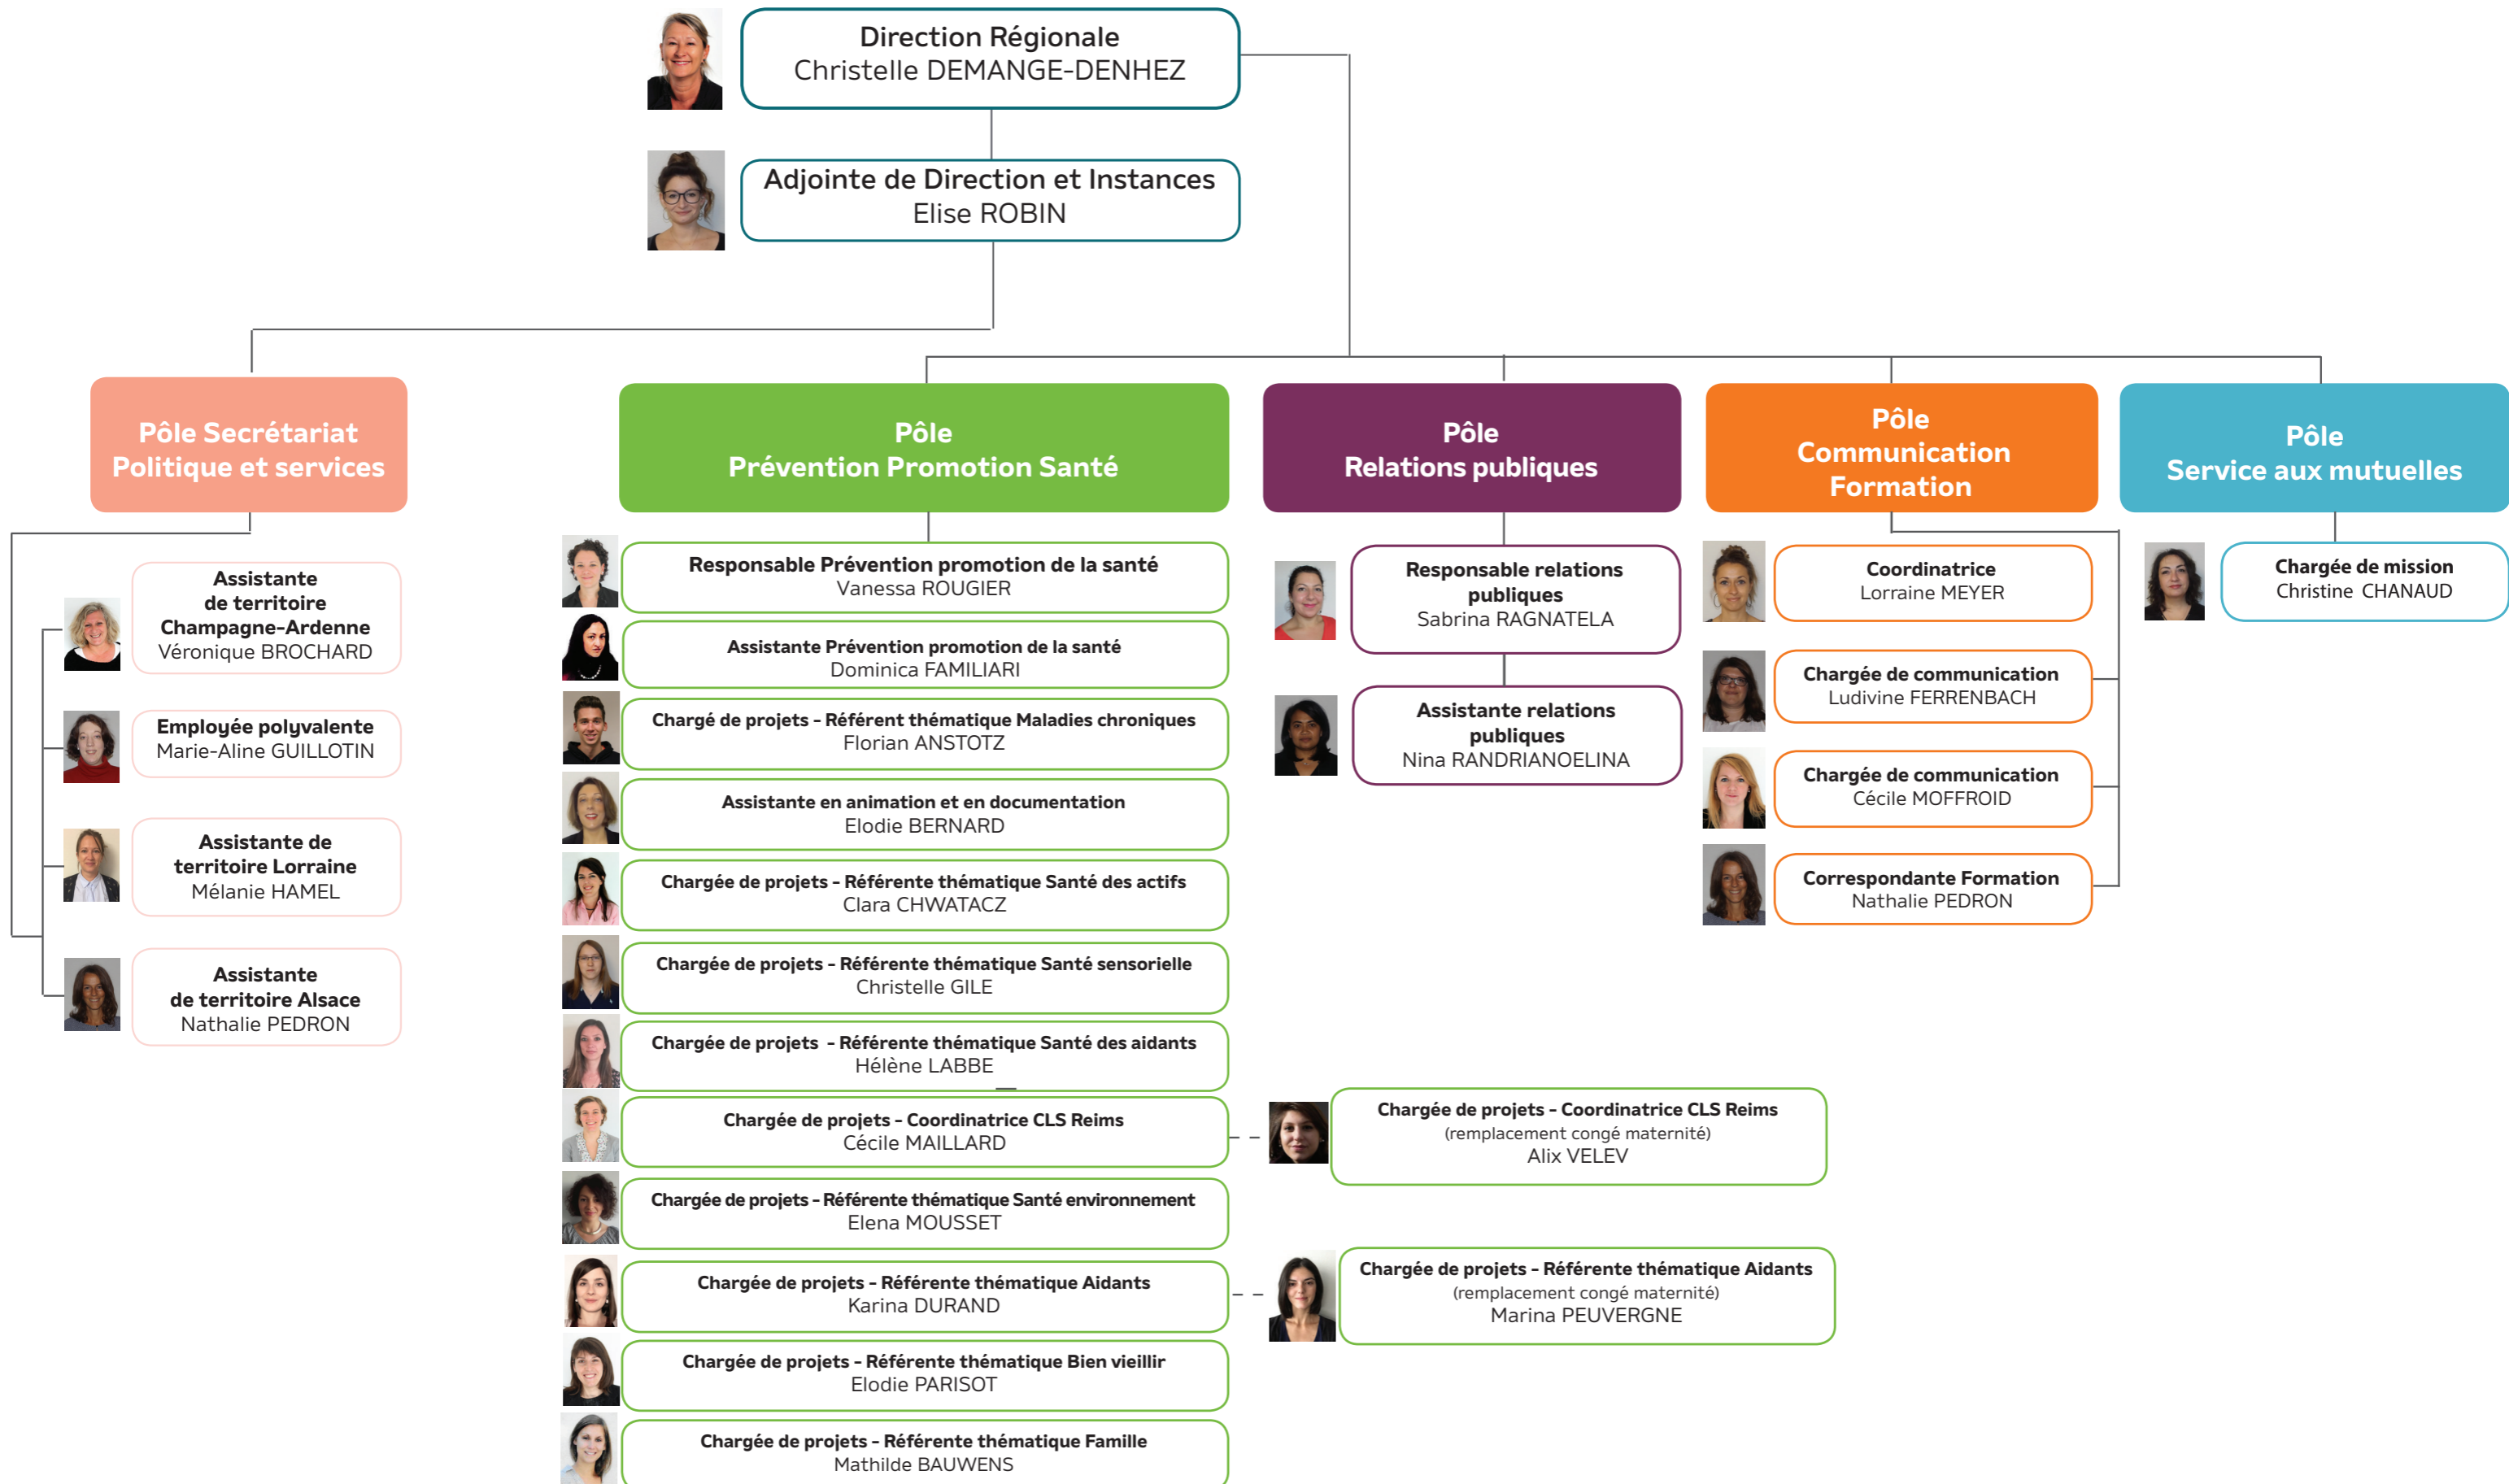 Direction Régionale
Christelle DEMANGE-DENHEZ
Adjointe de Direction et Instances
Elise ROBIN
Pôle Secrétariat
Politique et services
Assistante
de territoire
Champagne-Ardenne
Véronique BROCHARD
Employée polyvalente
Marie-Aline GUILLOTIN
Assistante de
territoire Lorraine
Mélanie HAMEL
Assistante
de territoire Alsace
Nathalie PEDRON
Pôle
Prévention Promotion Santé
Responsable Prévention promotion de la santé
Vanessa ROUGIER
Assistante Prévention promotion de la santé
Dominica FAMILIARI
Chargé de projets - Référent thématique Maladies chroniques
Florian ANSTOTZ
Assistante en animation et en documentation
Elodie BERNARD
Chargée de projets - Référente thématique Santé des actifs
Clara CHWATACZ
Chargée de projets - Référente thématique Santé sensorielle
Christelle GILE
Chargée de projets - Référente thématique Santé des aidants
Hélène LABBE
Chargée de projets - Coordinatrice CLS Reims
Cécile MAILLARD
Chargée de projets - Coordinatrice CLS Reims
(remplacement congé maternité)
Alix VELEV
Chargée de projets - Référente thématique Santé environnement
Elena MOUSSET
Chargée de projets - Référente thématique Aidants
Karina DURAND
Chargée de projets - Référente thématique Aidants
(remplacement congé maternité)
Marina PEUVERGNE
Chargée de projets - Référente thématique Bien vieillir
Elodie PARISOT
Chargée de projets - Référente thématique Famille
Mathilde BAUWENS
Pôle
Relations publiques
Responsable relations
publiques
Sabrina RAGNATELA
Assistante relations
publiques
Nina RANDRIANOELINA
Pôle
Communication
Formation
Coordinatrice
Lorraine MEYER
Chargée de communication
Ludivine FERRENBACH
Chargée de communication
Cécile MOFFROID
Correspondante Formation
Nathalie PEDRON
Pôle
Service aux mutuelles
Chargée de mission
Christine CHANAUD